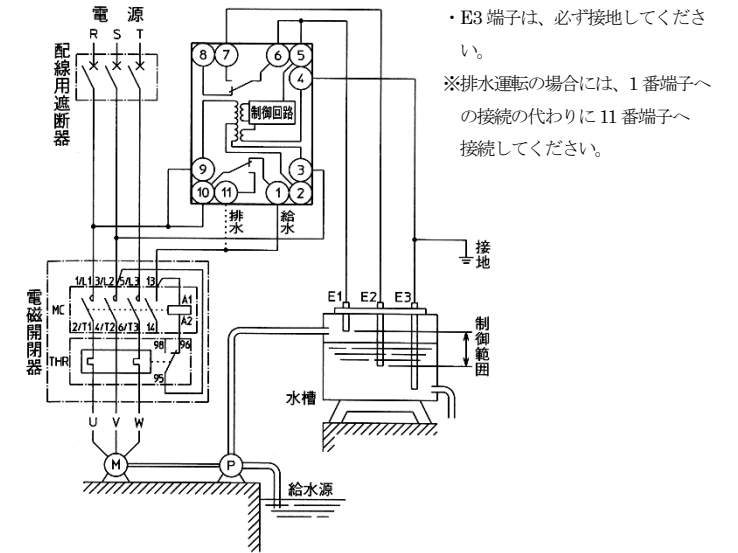 電 源
R S T
配線用遮断器
8 7 6 5
4
制御回路
9 3
10 11 1 2
排水
給水
・E3 端子は、必ず接地してくださ
い。
※排水運転の場合には、1 番端子へ
の接続の代わりに 11 番端子へ
接続してください。
接地
電磁開閉器
1/L1 3/L2 5/L3 13
MC
A1
A2
2/T1 4/T2 6/T3 14
98 96
THR
95
U V W
M
P
E1 E2 E3
制御範囲
水槽
給水源